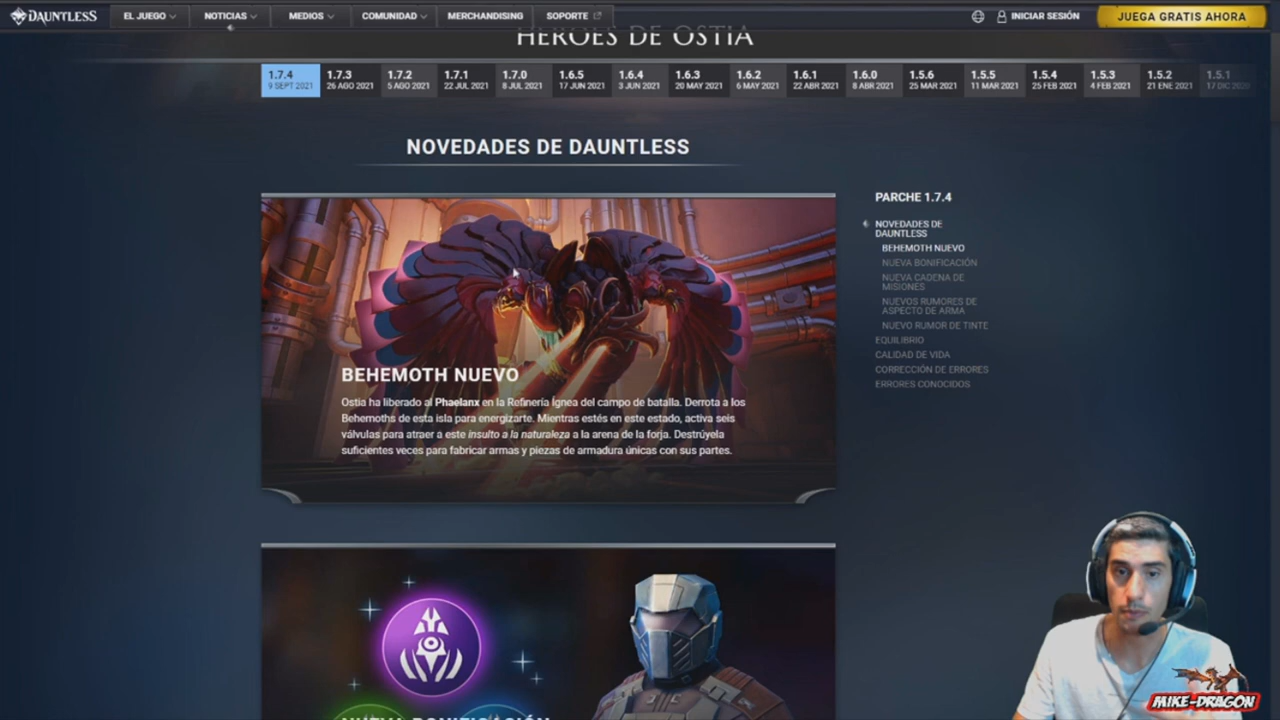 DAUNTLESS
EL JUEGO
NOTICIAS
MEDIOS
COMUNIDAD
MERCHANDISING
SOPORTE
INICIAR SESIÓN
JUEGA GRATIS AHORA
HÉROES DE OSTIA
1.7.4
9 SEPT 2021
1.7.3
26 AGO 2021
1.7.2
5 AGO 2021
1.7.1
22 JUL 2021
1.7.0
8 JUL 2021
1.6.5
17 JUN 2021
1.6.4
3 JUN 2021
1.6.3
20 MAY 2021
1.6.2
6 MAY 2021
1.6.1
22 ABR 2021
1.6.0
8 ABR 2021
1.5.6
25 MAR 2021
1.5.5
11 MAR 2021
1.5.4
25 FEB 2021
1.5.3
4 FEB 2021
1.5.2
21 ENE 2021
1.5.1
17 DIC 2020
NOVEDADES DE DAUNTLESS
BEHEMOTH NUEVO
Ostia ha liberado al Phaelanx en la Refinería Ígnea del campo de batalla. Derrota a los
Behemoths de esta isla para energizarte. Mientras estés en este estado, activa seis
válvulas para atraer a este insulto a la naturaleza a la arena de la forja. Destrúyela
suficientes veces para fabricar armas y piezas de armadura únicas con sus partes.
NUEVA BONIFICACIÓN
PARCHE 1.7.4
NOVEDADES DE
DAUNTLESS
BEHEMOTH NUEVO
NUEVA BONIFICACIÓN
NUEVA CADENA DE
MISIONES
NUEVOS RUMORES DE
ASPECTO DE ARMA
NUEVO RUMOR DE TINTE
EQUILIBRIO
CALIDAD DE VIDA
CORRECCIÓN DE ERRORES
ERRORES CONOCIDOS
MIKE-DRAGON